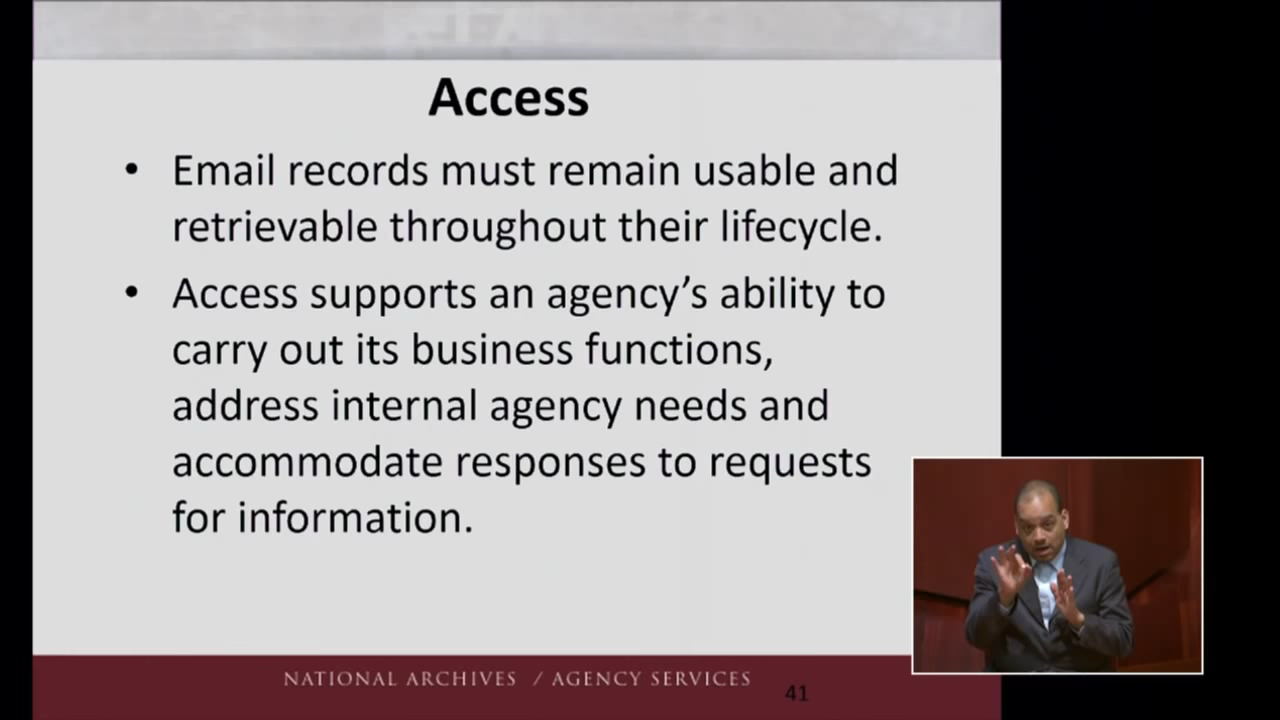 Access
• Email records must remain usable and
retrievable throughout their lifecycle.
• Access supports an agency’s ability to
carry out its business functions,
address internal agency needs and
accommodate responses to requests
for information.
NATIONAL ARCHIVES / AGENCY SERVICES
41